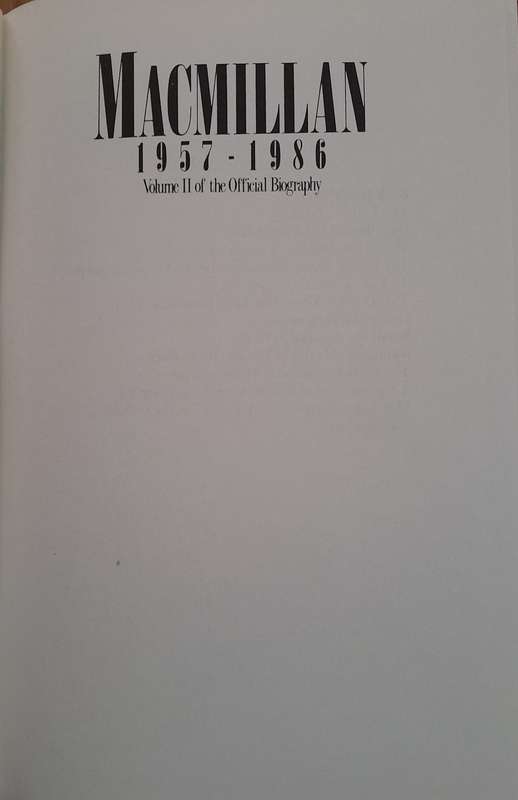 MACMILLAN
1957-1986
Volume II of the Official Biography